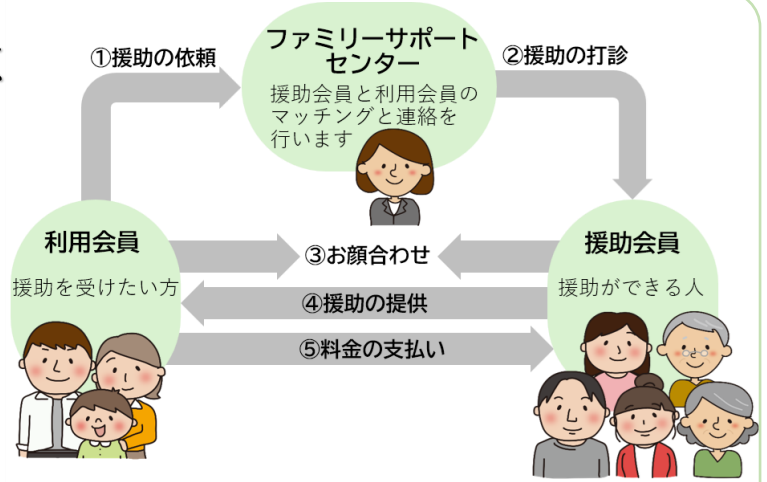 ①援助の依頼
ファミリーサポート
センター
援助会員と利用会員の
マッチングと連絡を
行います
②援助の打診
利用会員
援助を受けたい方
③お顔合わせ
援助会員
援助ができる人
④援助の提供
⑤料金の支払い